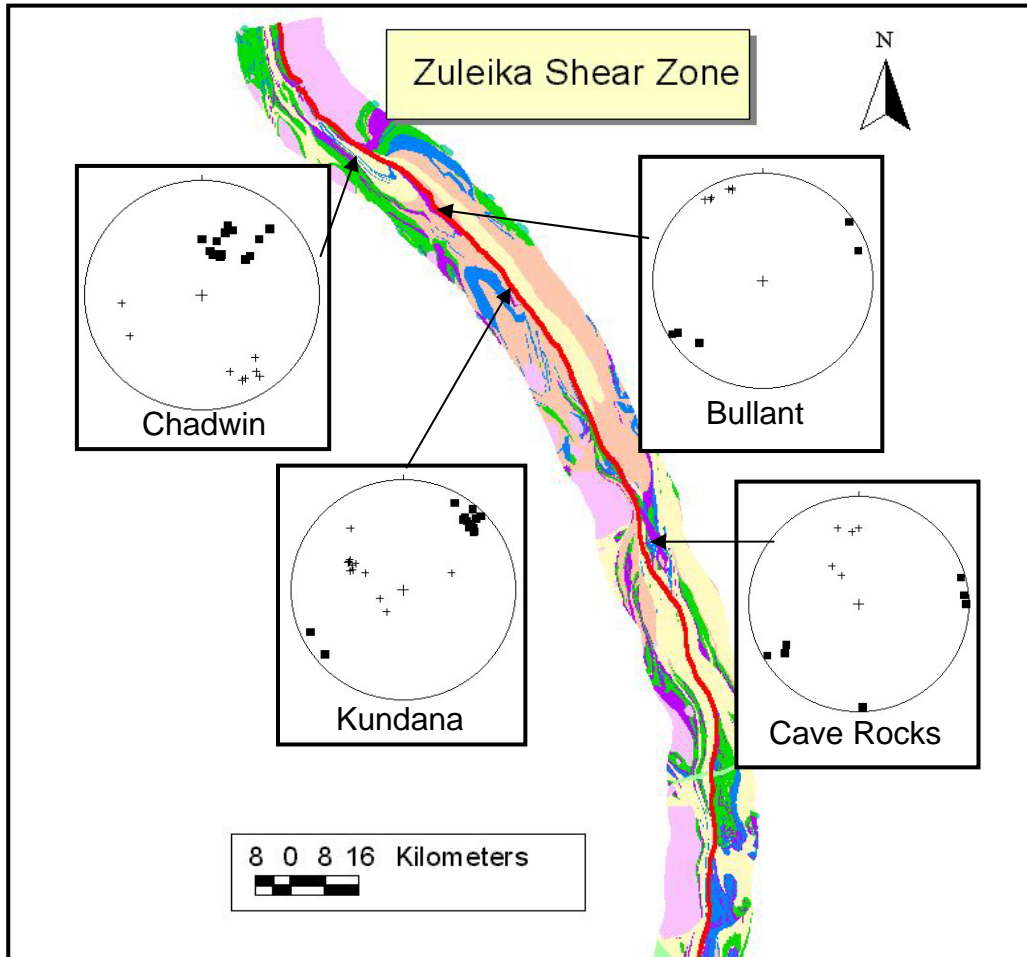 Zuleika Shear Zone
N
Chadwin
Bullant
Kundana
Cave Rocks
8 0 8 16 Kilometers